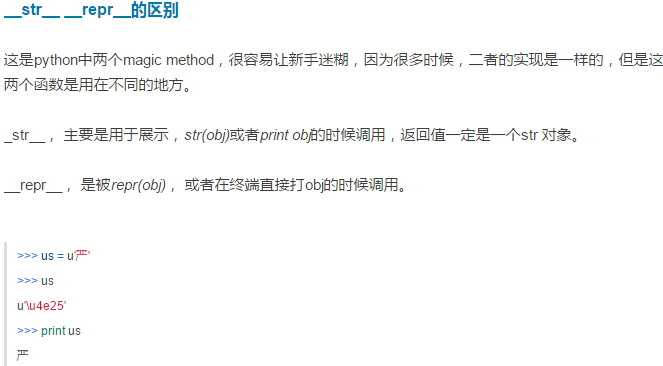 __str__ __repr__的区别
这是python中两个magic method，很容易让新手迷糊，因为很多时候，二者的实现是一样的，但是这
两个函数是用在不同的地方。
_str__， 主要是用于展示，str(obj)或者print obj的时候调用，返回值一定是一个str 对象。
__repr__， 是被repr(obj)， 或者在终端直接打obj的时候调用。
>>> us = u'严'
>>> us
u'\u4e25'
>>> print us
严